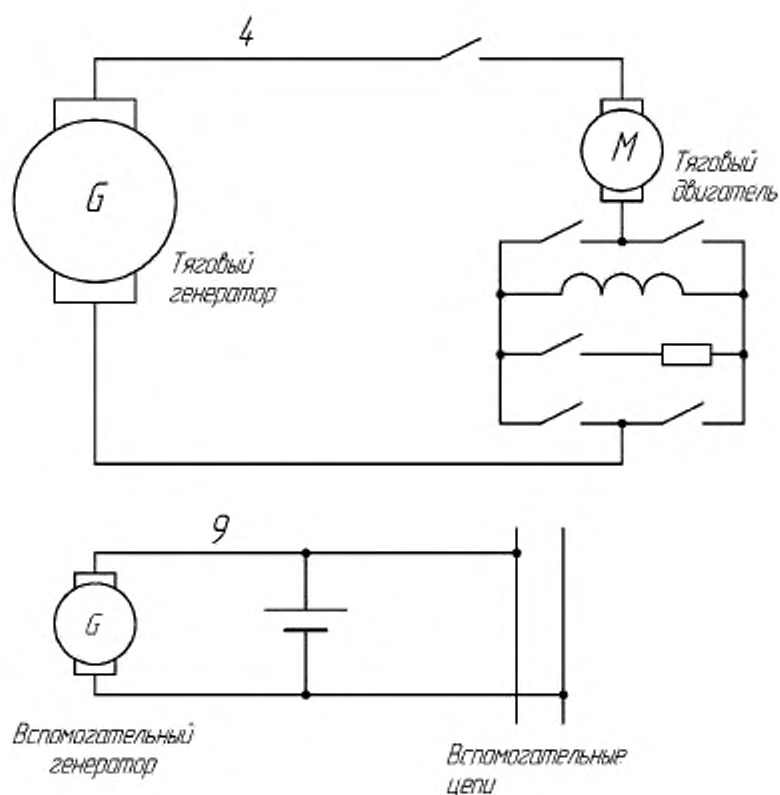 4
G
M
Тяговый
двигатель
Тяговый
генератор
9
G
Вспомогательный
генератор
Вспомогательные
цепи